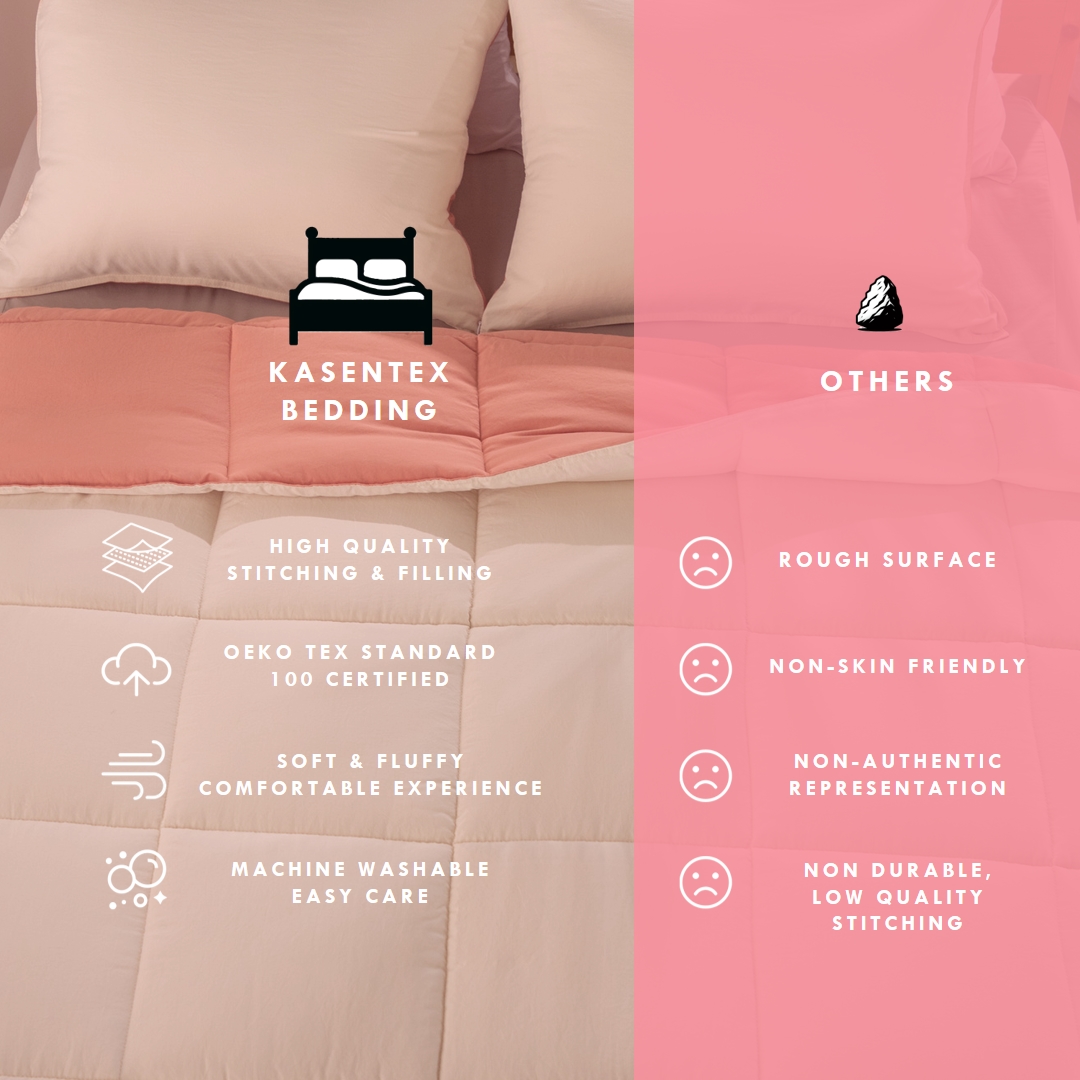 KASENTEX
BEDDING
HIGH QUALITY
STITCHING & FILLING
OEKO TEX STANDARD
100 CERTIFIED
SOFT & FLUFFY
COMFORTABLE EXPERIENCE
MACHINE WASHABLE
EASY CARE
OTHERS
ROUGH SURFACE
NON-SKIN FRIENDLY
NON-AUTHENTIC
REPRESENTATION
NON DURABLE,
LOW QUALITY
STITCHING